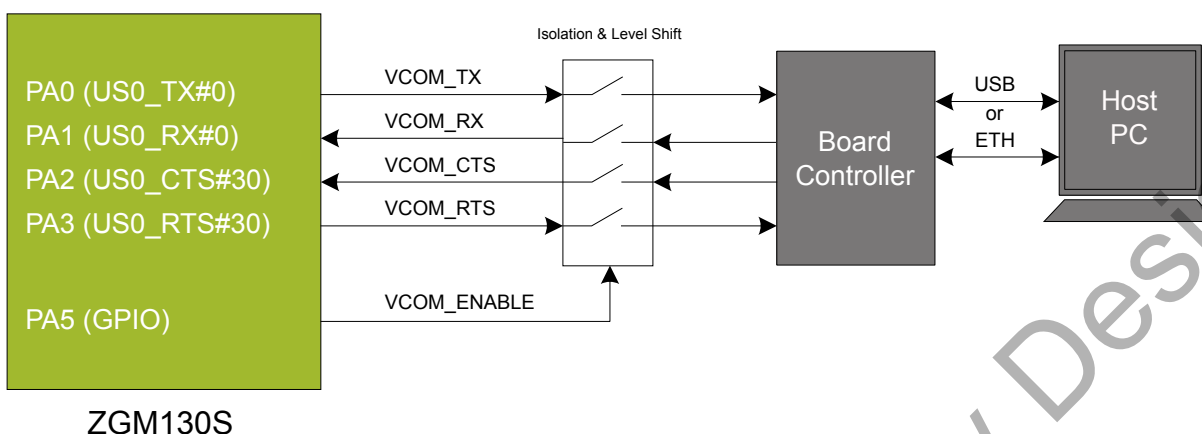 Isolation & Level Shift
PA0 (US0_TX#0)
VCOM_TX
PA1 (US0_RX#0)
VCOM_RX
PA2 (US0_CTS#30)
VCOM_CTS
PA3 (US0_RTS#30)
VCOM_RTS
PA5 (GPIO)
VCOM_ENABLE
Board
Controller
USB
or
ETH
Host
PC
ZGM130S